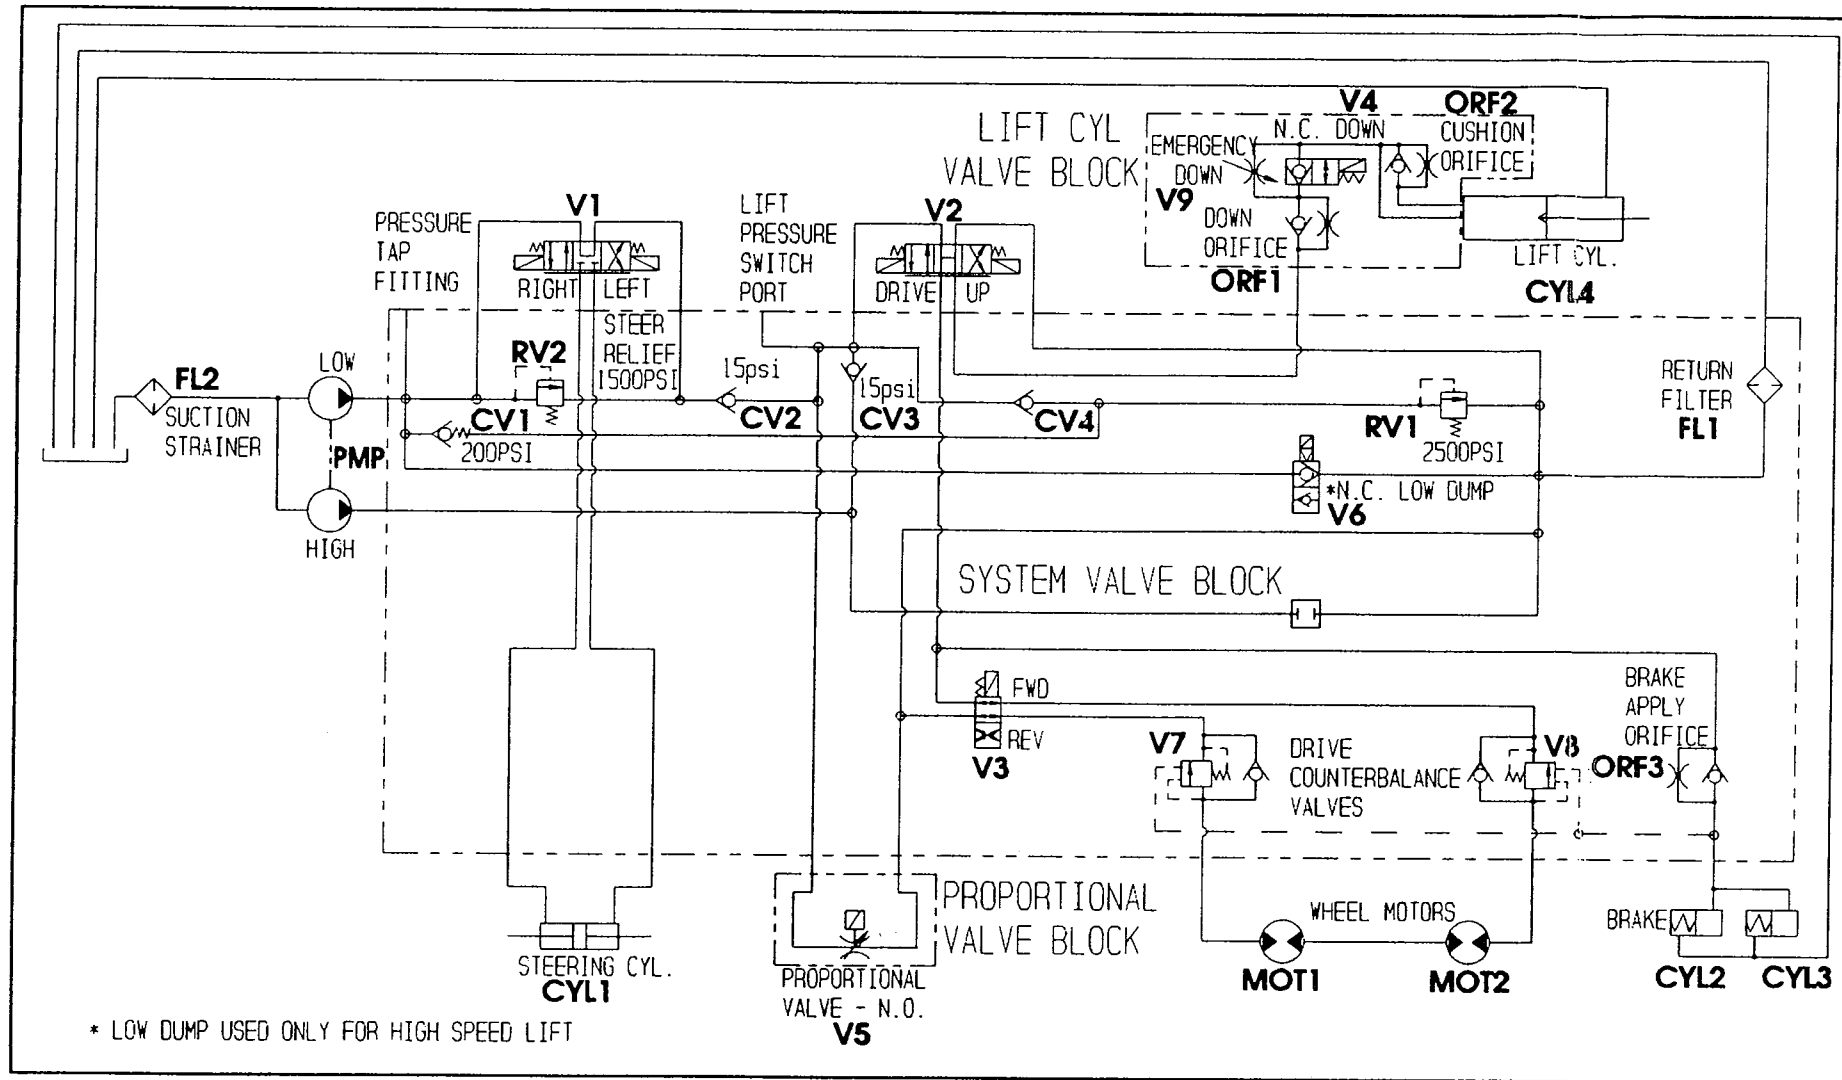 V4
ORF2
LIFT CYL
VALVE BLOCK
N.C. DOWN
CUSHION
ORIFICE
EMERGENCY
DOWN
V9
DOWN
ORIFICE
ORF1
LIFT CYL.
CYL4
V1
PRESSURE
TAP
FITTING
RIGHT
LEFT
LIFT
PRESSURE
SWITCH
PORT
V2
DRIVE
UP
STEER
RELIEF
1500PSI
RV2
LOW
FL2
SUCTION
STRAINER
PMP
HIGH
CV1
200PSI
15psi
CV2
15psi
CV3
CV4
RV1
2500PSI
RETURN
FILTER
FL1
*N.C. LOW DUMP
V6
SYSTEM VALVE BLOCK
FWD
REV
V3
V7
DRIVE
COUNTERBALANCE
VALVES
V8
BRAKE
APPLY
ORIFICE
ORF3
PROPORTIONAL
VALVE BLOCK
WHEEL MOTORS
MOT1
MOT2
BRAKE
CYL2
CYL3
STEERING CYL.
CYL1
PROPORTIONAL
VALVE - N.O.
V5
* LOW DUMP USED ONLY FOR HIGH SPEED LIFT